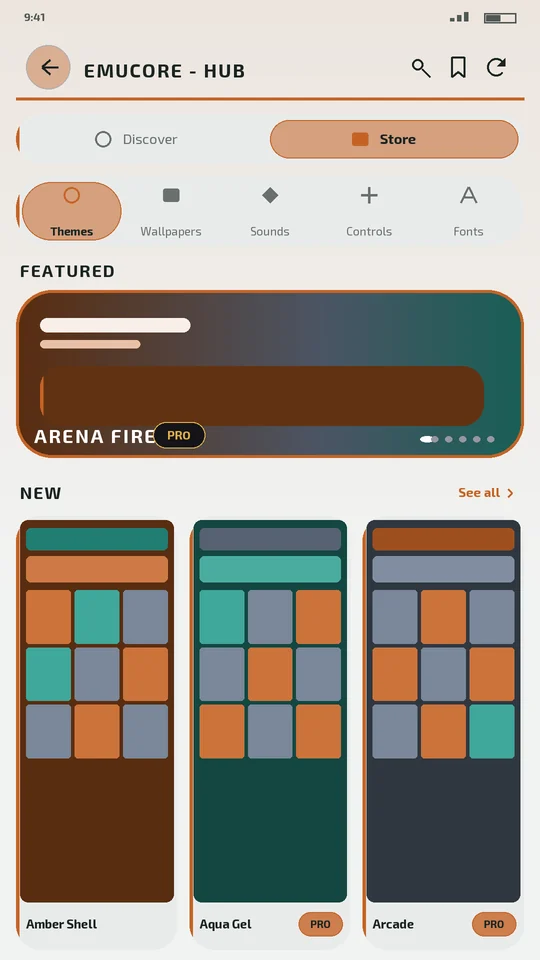 9:41
EMUCORE - HUB
Discover
Store
Themes
Wallpapers
Sounds
Controls
Fonts
FEATURED
ARENA FIRE
PRO
NEW
See all
Amber Shell
Aqua Gel
PRO
Arcade
PRO